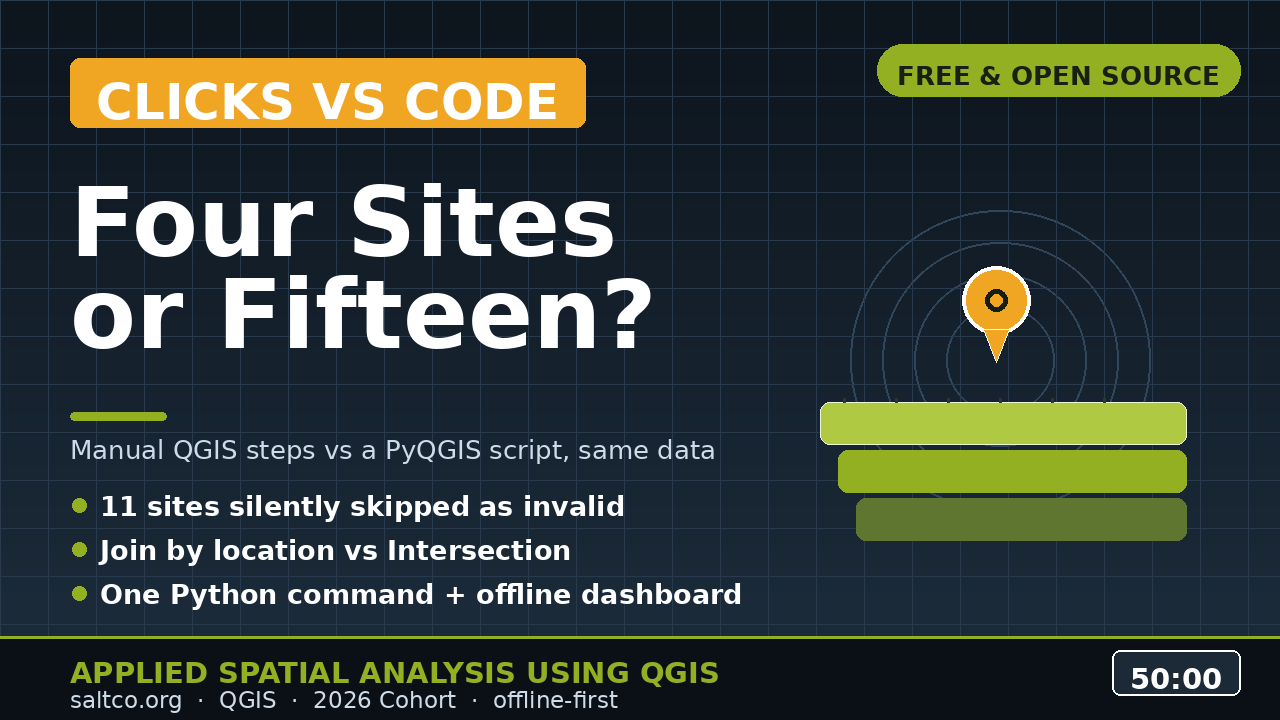 CLICKS VS CODE
FREE & OPEN SOURCE
Four Sites
or Fifteen?
Manual QGIS steps vs a PyQGIS script, same data
11 sites silently skipped as invalid
Join by location vs Intersection
One Python command + offline dashboard
APPLIED SPATIAL ANALYSIS USING QGIS
saltco.org · QGIS · 2026 Cohort · offline-first
50:00